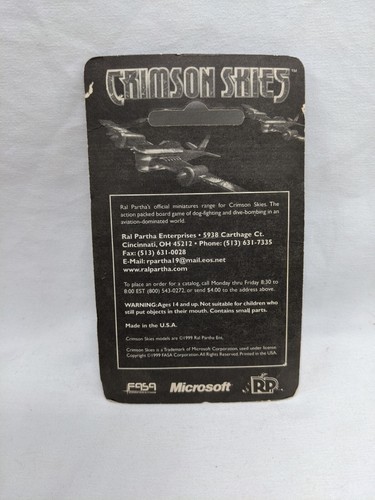 CRIMSON SKIES™
Ral Partha's official miniatures range for Crimson Skies. The
action packed board game of dog-fighting and dive-bombing in an
aviation-dominated world.
Ral Partha Enterprises • 5938 Carthage Ct.
Cincinnati, OH 45212 • Phone: (513) 631-7335
Fax: (513) 631-0028
E-Mail: rpartha19@mail.eos.net
www.ralpartha.com
To place an order for a catalog, call Monday thru Friday 8:30 to
8:00 EST (800) 543-0272, or send $4.00 to the address above.
WARNING: Ages 14 and up. Not suitable for children who
still put objects in their mouth. Contains small parts.
Made in the U.S.A.
Crimson Skies models are ©1999 Ral Partha Ent.
Crimson Skies is a Trademark of Microsoft Corporation, used under license.
Copyright ©1999 FASA Corporation. All Rights Reserved. Printed in the USA.
FASA Microsoft RP